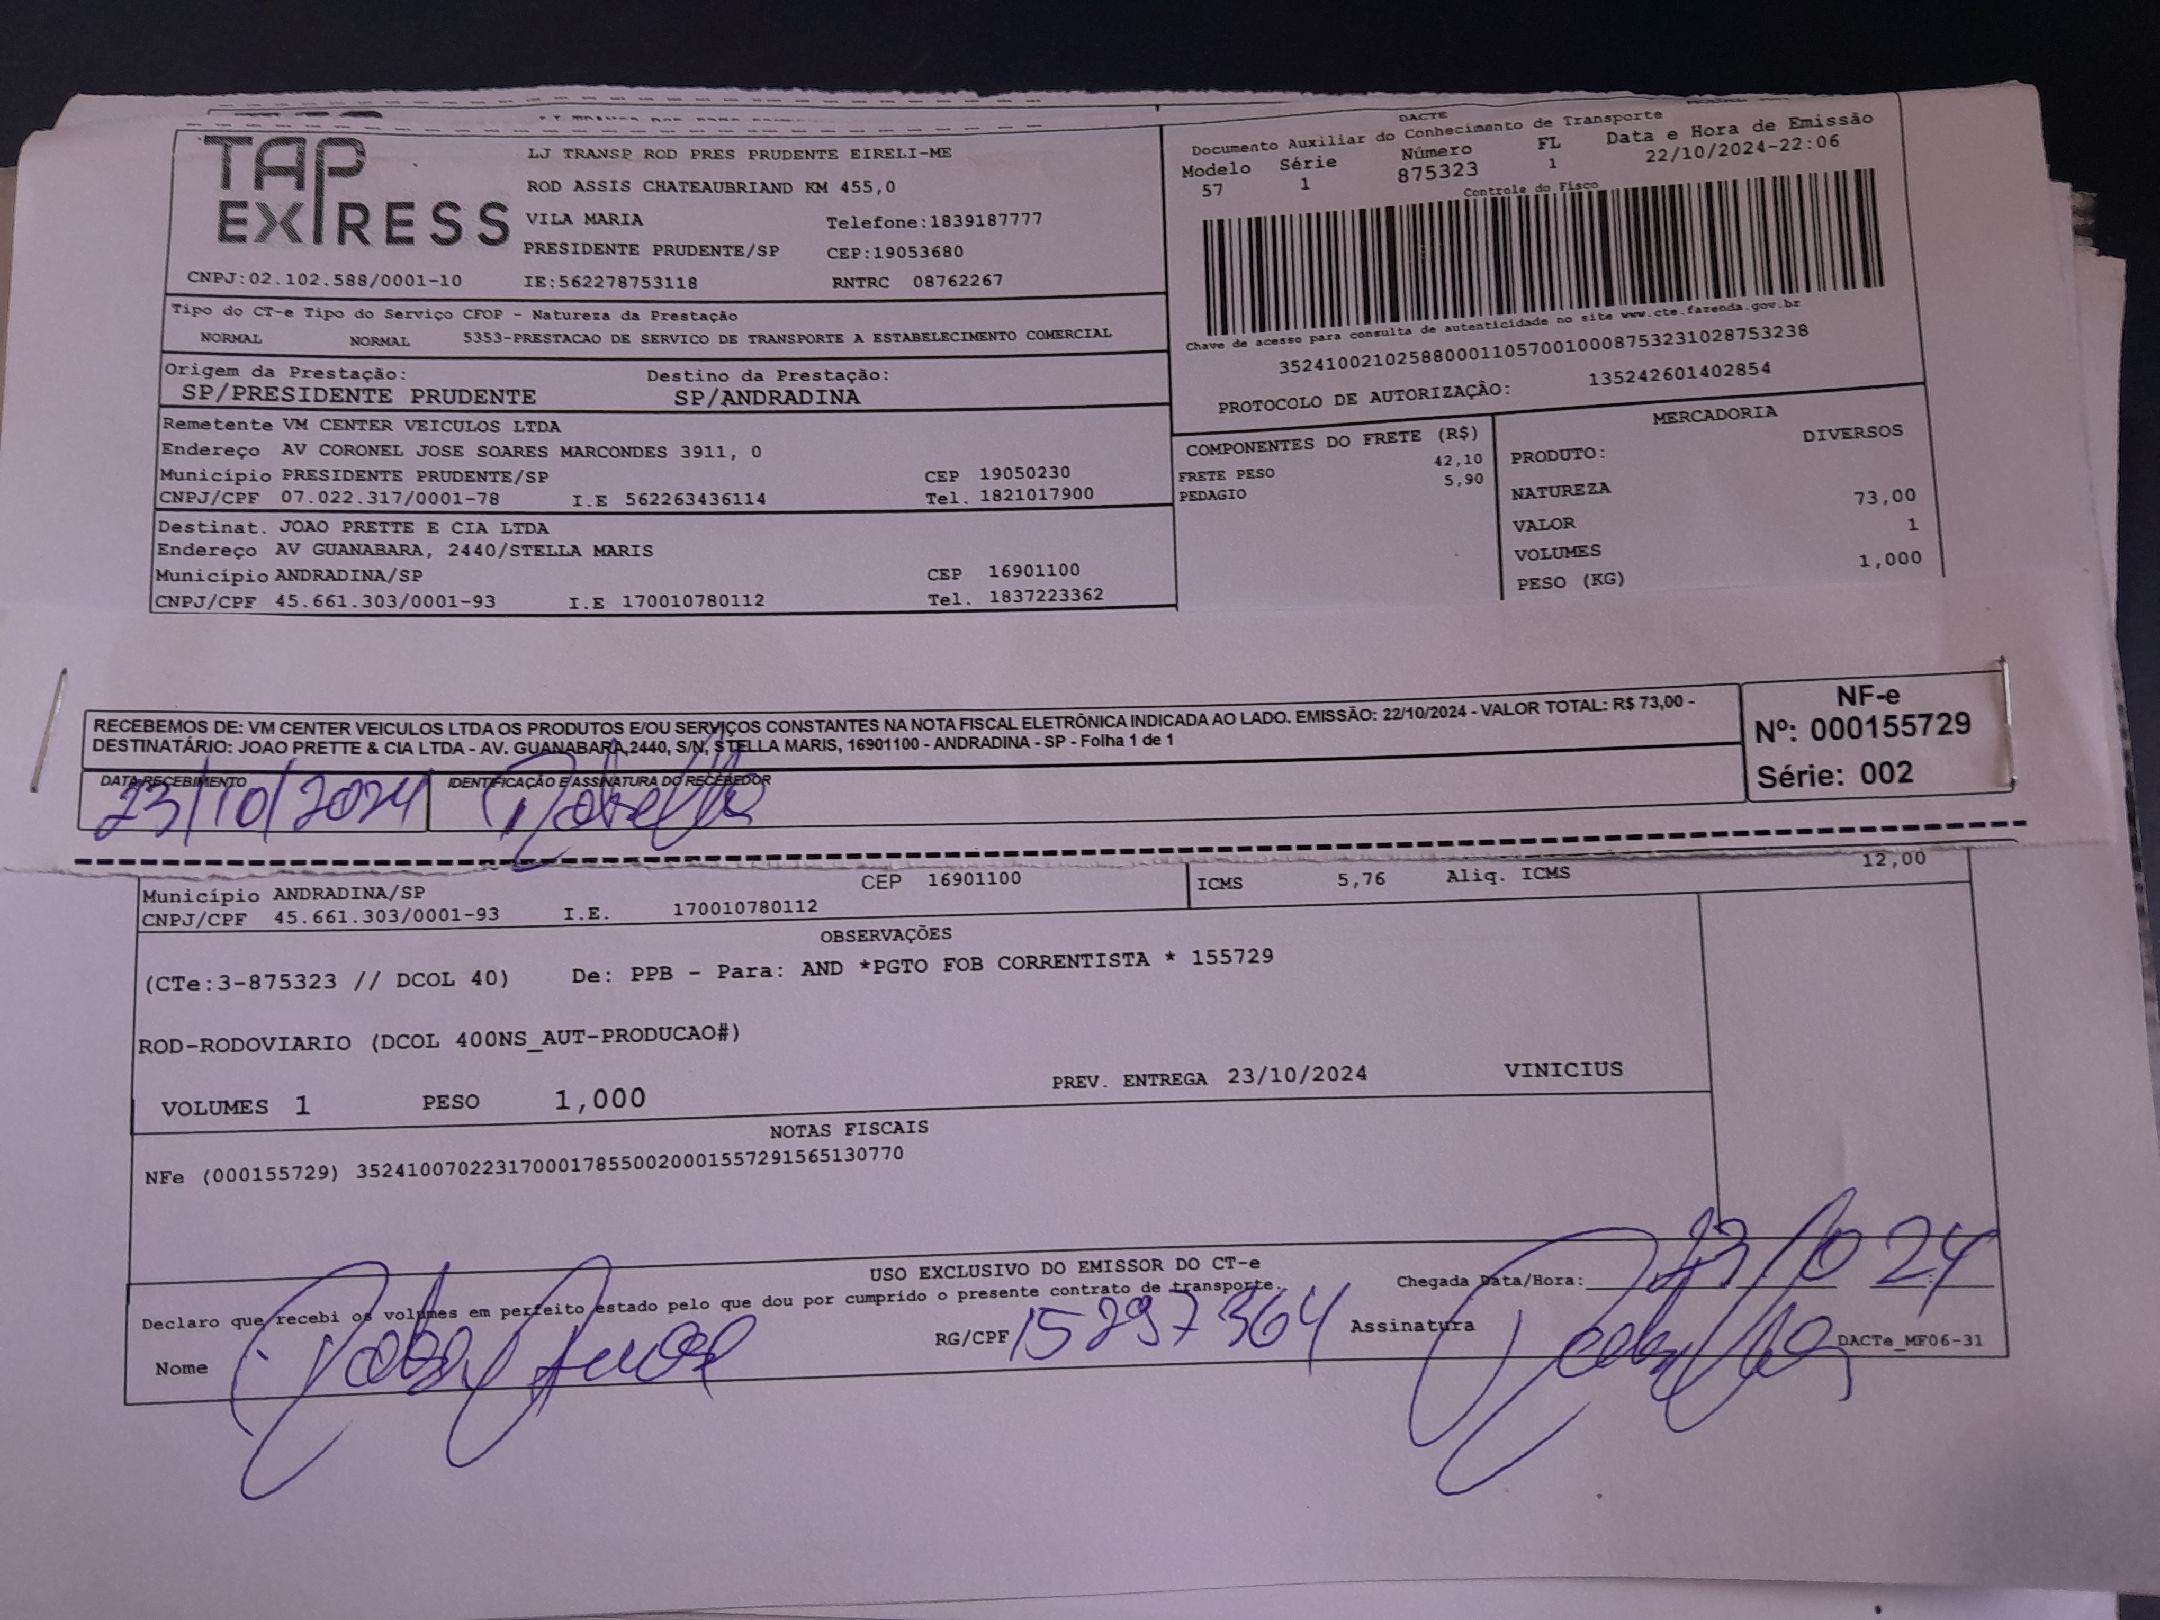 TAP EXPRESS
LJ TRANSP ROD PRES PRUDENTE EIRELI-ME
ROD ASSIS CHATEAUBRIAND KM 455,0
VILA MARIA Telefone:1839187777
PRESIDENTE PRUDENTE/SP CEP:19053680
CNPJ:02.102.588/0001-10 IE:562278753118 RNTRC 08762267
DACTE
Documento Auxiliar do Conhecimento de Transporte
Modelo Série Número FL Data e Hora de Emissão
57 1 875323 1 22/10/2024-22:06
Controle do Fisco
Chave de acesso para consulta de autenticidade no site www.cte.fazenda.gov.br
35241002102588000110570010008753231028753238
PROTOCOLO DE AUTORIZAÇÃO: 135242601402854
Tipo do CT-e Tipo do Serviço CFOP - Natureza da Prestação
NORMAL NORMAL 5353-PRESTACAO DE SERVICO DE TRANSPORTE A ESTABELECIMENTO COMERCIAL
Origem da Prestação: Destino da Prestação:
SP/PRESIDENTE PRUDENTE SP/ANDRADINA
Remetente VM CENTER VEICULOS LTDA
Endereço AV CORONEL JOSE SOARES MARCONDES 3911, 0
Município PRESIDENTE PRUDENTE/SP CEP 19050230
CNPJ/CPF 07.022.317/0001-78 I.E 562263436114 Tel. 1821017900
Destinat. JOAO PRETTE E CIA LTDA
Endereço AV GUANABARA, 2440/STELLA MARIS
Município ANDRADINA/SP CEP 16901100
CNPJ/CPF 45.661.303/0001-93 I.E 170010780112 Tel. 1837223362
COMPONENTES DO FRETE (R$)
FRETE PESO 42,10
PEDAGIO 5,90
MERCADORIA
PRODUTO: DIVERSOS
NATUREZA
VALOR 73,00
VOLUMES 1
PESO (KG) 1,000
RECEBEMOS DE: VM CENTER VEICULOS LTDA OS PRODUTOS E/OU SERVIÇOS CONSTANTES NA NOTA FISCAL ELETRÔNICA INDICADA AO LADO. EMISSÃO: 22/10/2024 - VALOR TOTAL: R$ 73,00 -
DESTINATÁRIO: JOAO PRETTE & CIA LTDA - AV. GUANABARA,2440, S/N, STELLA MARIS, 16901100 - ANDRADINA - SP - Folha 1 de 1
NF-e
Nº: 000155729
Série: 002
DATA RECEBIMENTO IDENTIFICAÇÃO E ASSINATURA DO RECEBEDOR
23/10/2024
Município ANDRADINA/SP CEP 16901100
CNPJ/CPF 45.661.303/0001-93 I.E. 170010780112
ICMS 5,76 Aliq. ICMS 12,00
OBSERVAÇÕES
(CTe:3-875323 // DCOL 40) De: PPB - Para: AND *PGTO FOB CORRENTISTA * 155729
ROD-RODOVIARIO (DCOL 400NS_AUT-PRODUCAO#)
VOLUMES 1 PESO 1,000 PREV. ENTREGA 23/10/2024 VINICIUS
NOTAS FISCAIS
NFe (000155729) 35241007022317000178550020001557291565130770
USO EXCLUSIVO DO EMISSOR DO CT-e
Declaro que recebi os volumes em perfeito estado pelo que dou por cumprido o presente contrato de transporte.
Chegada Data/Hora: 23/10 24
Nome RG/CPF 15297364 Assinatura
DACTe_MF06-31